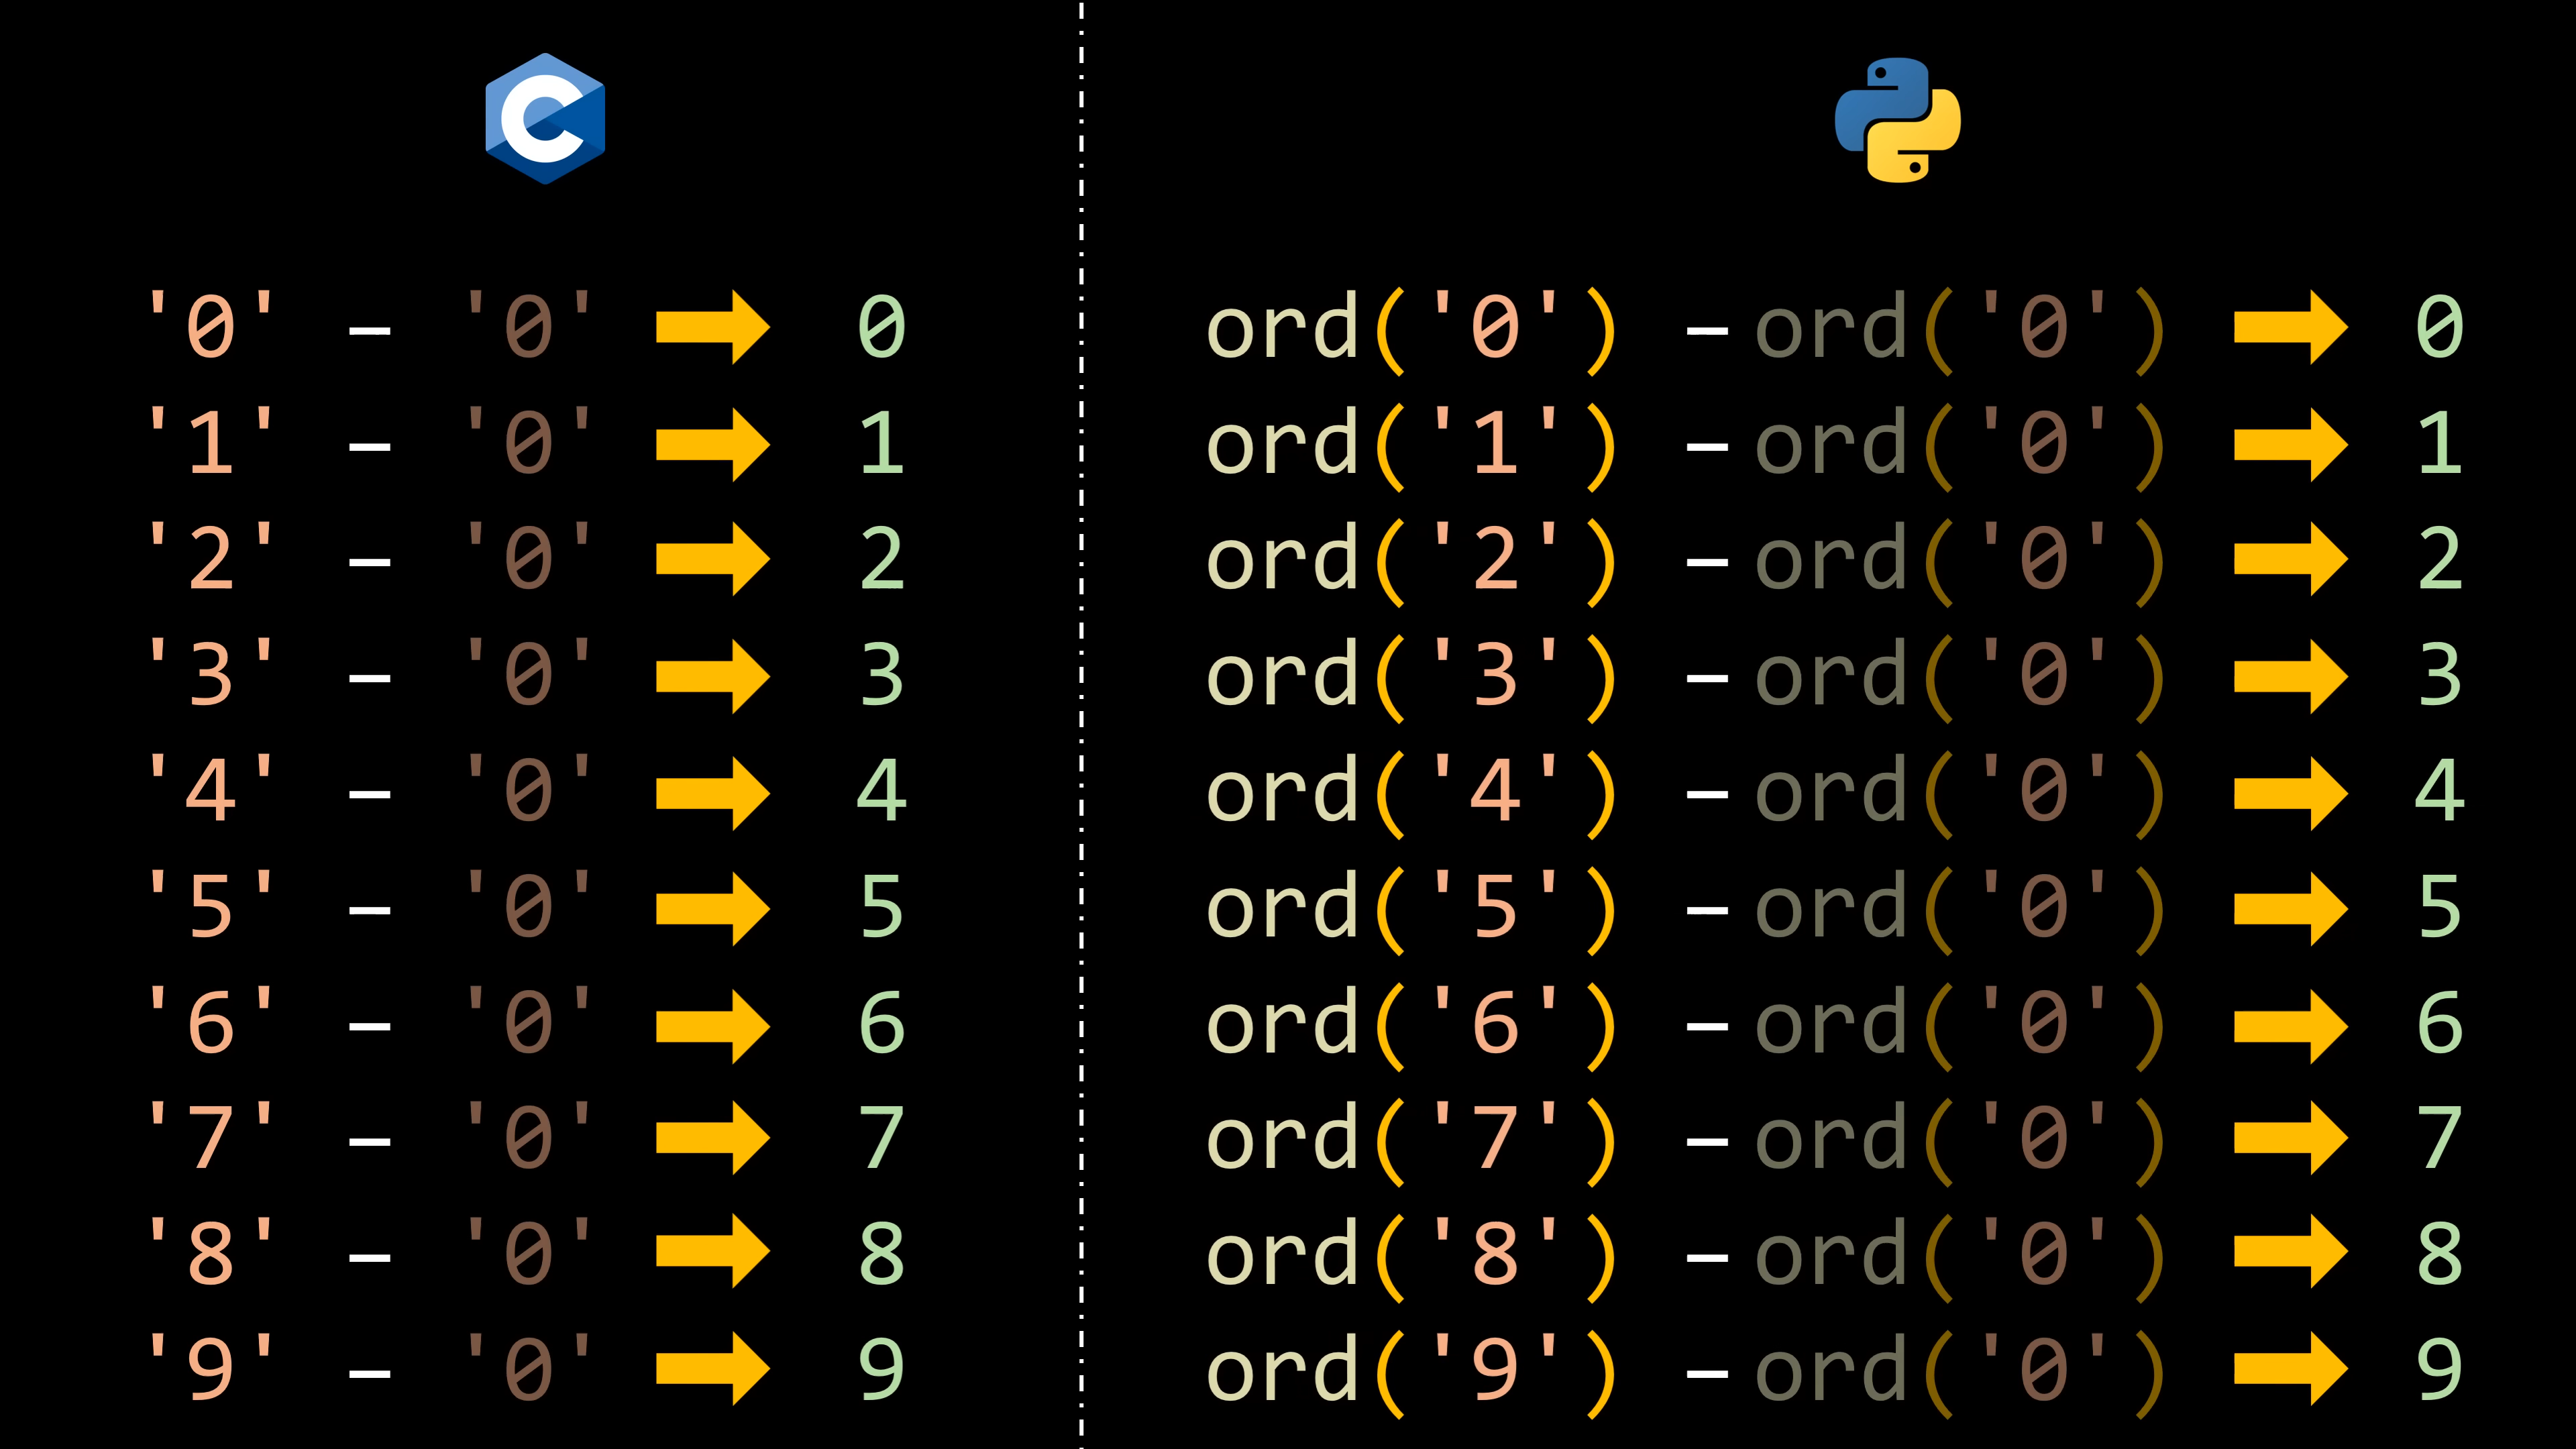 C
'0' - '0' ➡ 0
'1' - '0' ➡ 1
'2' - '0' ➡ 2
'3' - '0' ➡ 3
'4' - '0' ➡ 4
'5' - '0' ➡ 5
'6' - '0' ➡ 6
'7' - '0' ➡ 7
'8' - '0' ➡ 8
'9' - '0' ➡ 9
ord('0') - ord('0') ➡ 0
ord('1') - ord('0') ➡ 1
ord('2') - ord('0') ➡ 2
ord('3') - ord('0') ➡ 3
ord('4') - ord('0') ➡ 4
ord('5') - ord('0') ➡ 5
ord('6') - ord('0') ➡ 6
ord('7') - ord('0') ➡ 7
ord('8') - ord('0') ➡ 8
ord('9') - ord('0') ➡ 9